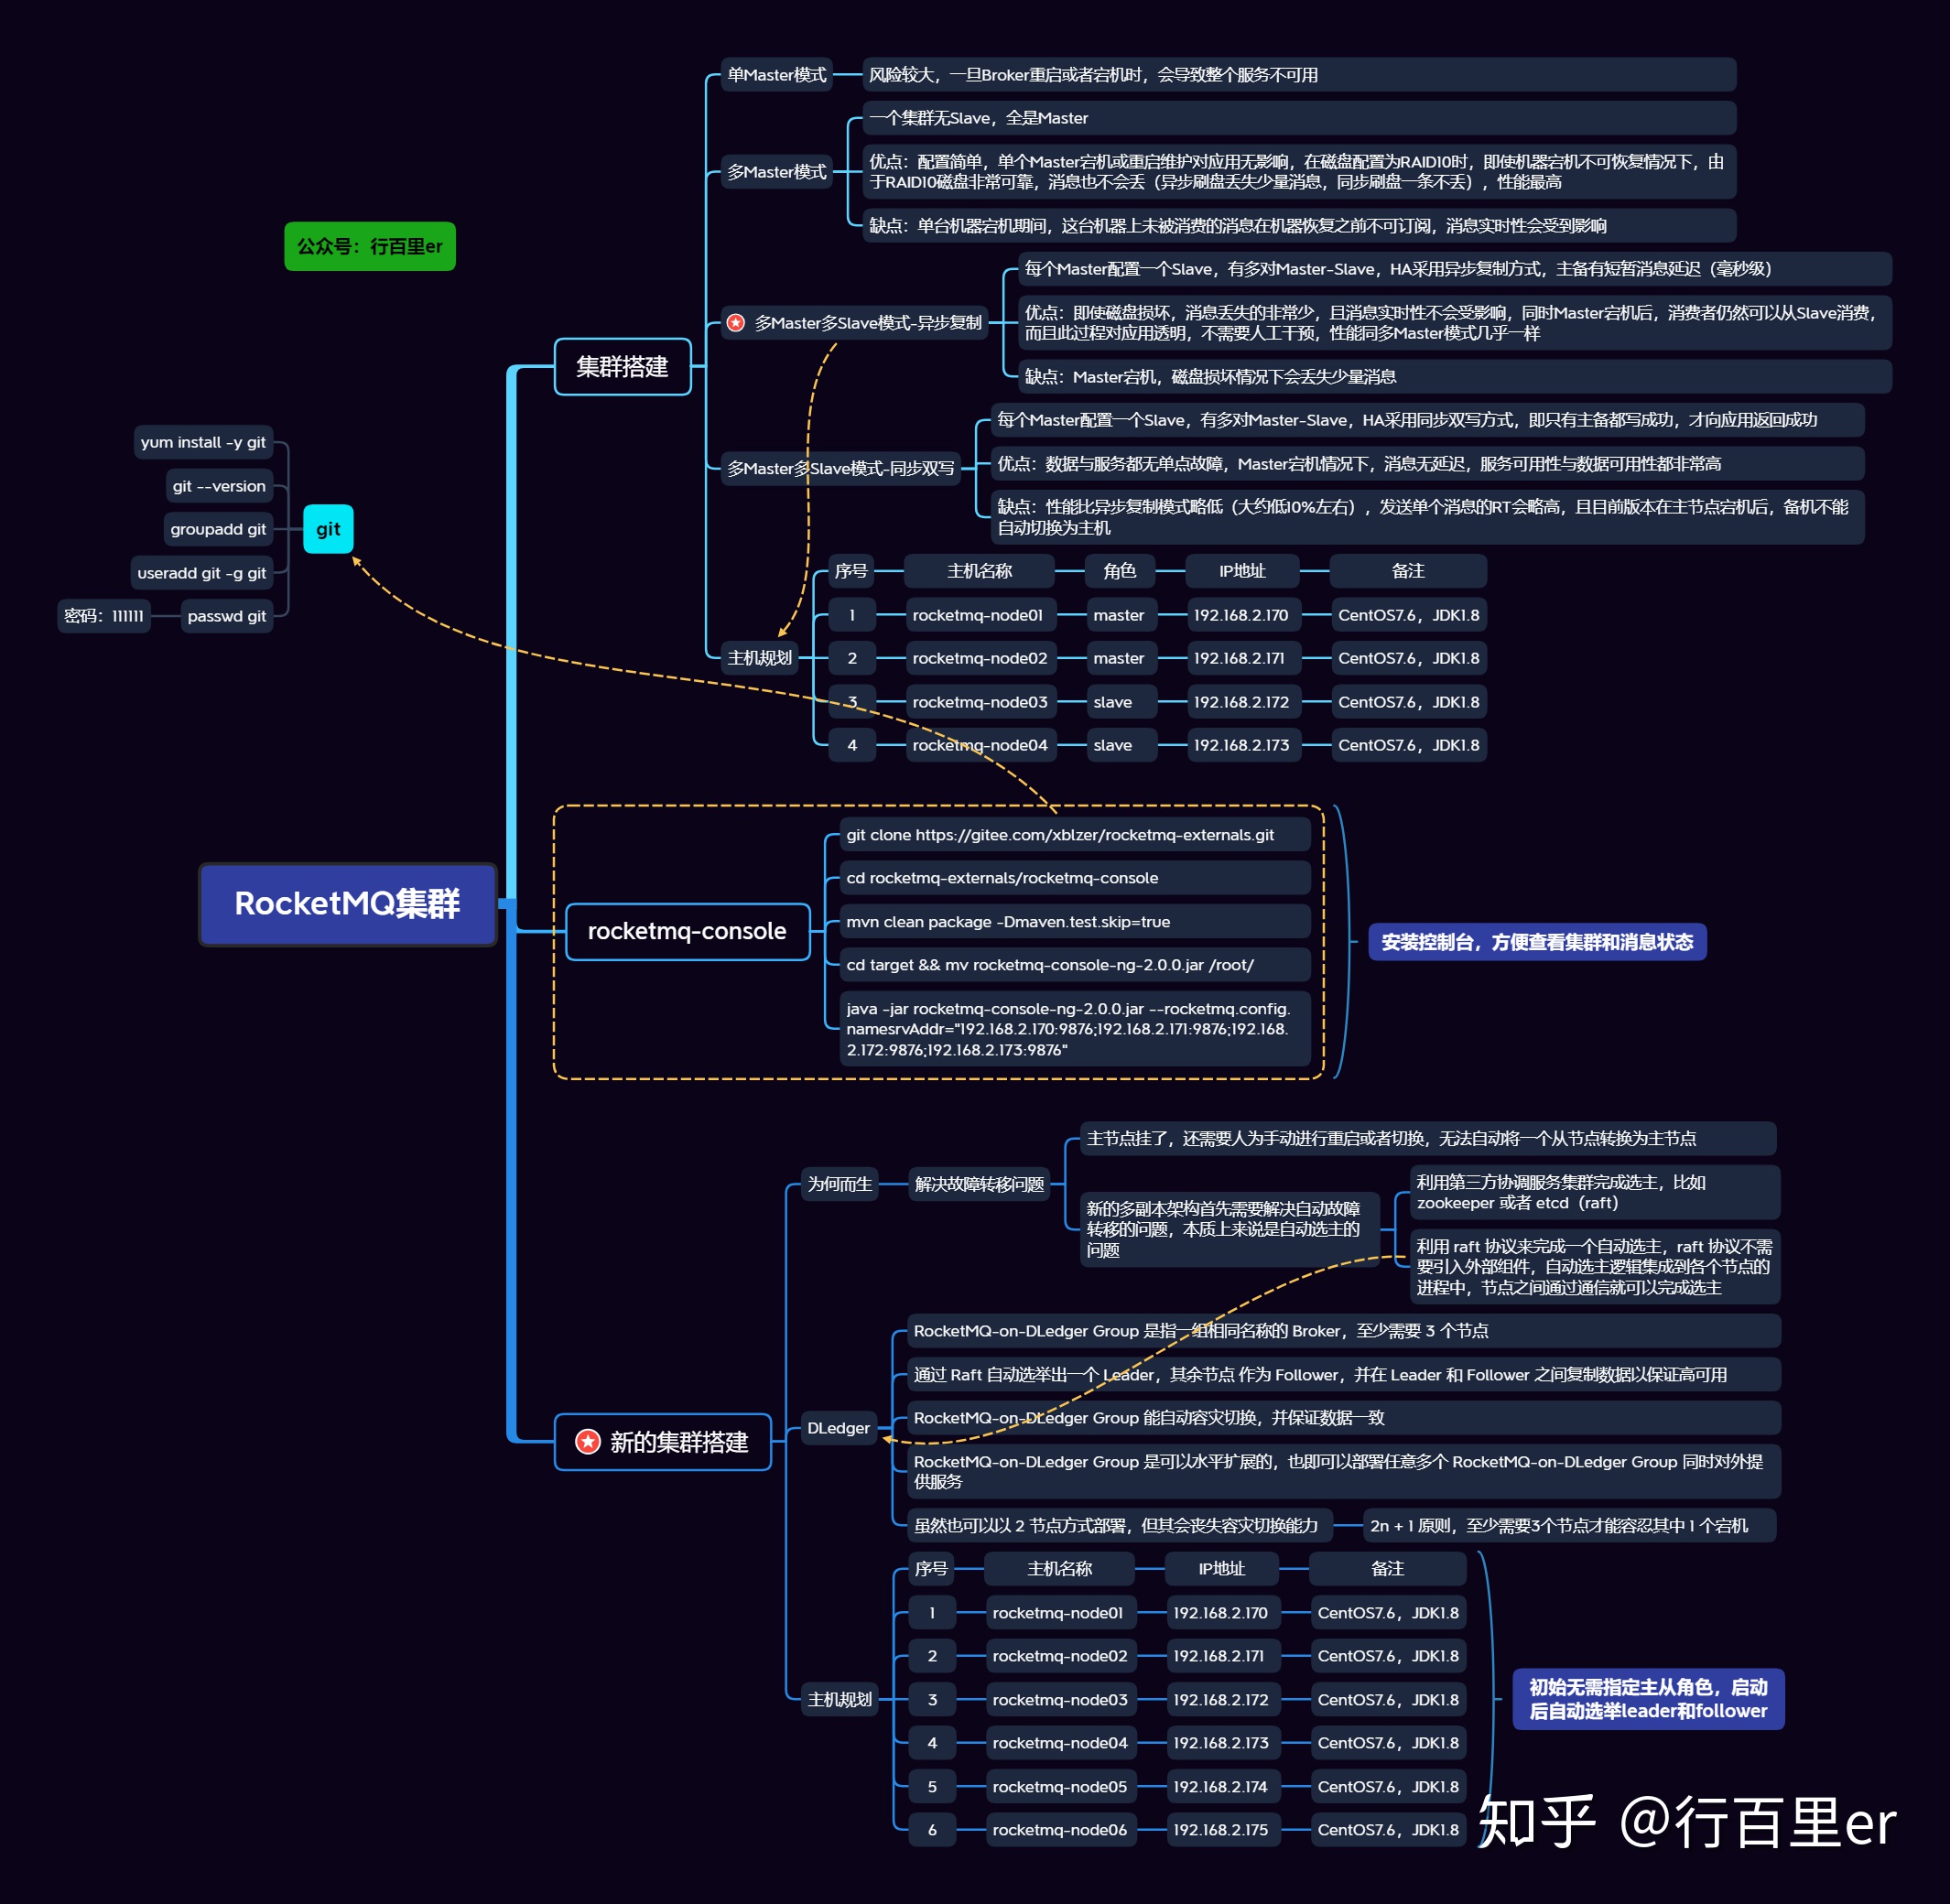 单Master模式
风险较大，一旦Broker重启或者宕机时，会导致整个服务不可用
多Master模式
一个集群无Slave，全是Master
优点：配置简单，单个Master宕机或重启维护对应用无影响，在磁盘配置为RAID10时，即使机器宕机不可恢复情况下，由
于RAID10磁盘非常可靠，消息也不会丢（异步刷盘丢失少量消息，同步刷盘一条不丢），性能最高
缺点：单台机器宕机期间，这台机器上未被消费的消息在机器恢复之前不可订阅，消息实时性会受到影响
公众号：行百里er
集群搭建
多Master多Slave模式-异步复制
每个Master配置一个Slave，有多对Master-Slave，HA采用异步复制方式，主备有短暂消息延迟（毫秒级）
优点：即使磁盘损坏，消息丢失的非常少，且消息实时性不会受影响，同时Master宕机后，消费者仍然可以从Slave消费，
而且此过程对应用透明，不需要人工干预，性能同多Master模式几乎一样
缺点：Master宕机，磁盘损坏情况下会丢失少量消息
多Master多Slave模式-同步双写
每个Master配置一个Slave，有多对Master-Slave，HA采用同步双写方式，即只有主备都写成功，才向应用返回成功
优点：数据与服务都无单点故障，Master宕机情况下，消息无延迟，服务可用性与数据可用性都非常高
缺点：性能比异步复制模式略低（大约低10%左右），发送单个消息的RT会略高，且目前版本在主节点宕机后，备机不能
自动切换为主机
主机规划
序号 主机名称 角色 IP地址 备注
1 rocketmq-node01 master 192.168.2.170 CentOS7.6，JDK1.8
2 rocketmq-node02 master 192.168.2.171 CentOS7.6，JDK1.8
3 rocketmq-node03 slave 192.168.2.172 CentOS7.6，JDK1.8
4 rocketmq-node04 slave 192.168.2.173 CentOS7.6，JDK1.8
git
yum install -y git
git --version
groupadd git
useradd git -g git
passwd git
密码：111111
RocketMQ集群
rocketmq-console
git clone https://gitee.com/xblzer/rocketmq-externals.git
cd rocketmq-externals/rocketmq-console
mvn clean package -Dmaven.test.skip=true
cd target && mv rocketmq-console-ng-2.0.0.jar /root/
java -jar rocketmq-console-ng-2.0.0.jar --rocketmq.config.
namesrvAddr="192.168.2.170:9876;192.168.2.171:9876;192.168.
2.172:9876;192.168.2.173:9876"
安装控制台，方便查看集群和消息状态
新的集群搭建
为何而生
解决故障转移问题
主节点挂了，还需要人为手动进行重启或者切换，无法自动将一个从节点转换为主节点
新的多副本架构首先需要解决自动故障
转移的问题，本质上来说是自动选主的
问题
利用第三方协调服务集群完成选主，比如
zookeeper 或者 etcd（raft）
利用 raft 协议来完成一个自动选主，raft 协议不需
要引入外部组件，自动选主逻辑集成到各个节点的
进程中，节点之间通过通信就可以完成选主
DLedger
RocketMQ-on-DLedger Group 是指一组相同名称的 Broker，至少需要 3 个节点
通过 Raft 自动选举出一个 Leader，其余节点 作为 Follower，并在 Leader 和 Follower 之间复制数据以保证高可用
RocketMQ-on-DLedger Group 能自动容灾切换，并保证数据一致
RocketMQ-on-DLedger Group 是可以水平扩展的，也即可以部署任意多个 RocketMQ-on-DLedger Group 同时对外提
供服务
虽然也可以以 2 节点方式部署，但其会丧失容灾切换能力
2n + 1 原则，至少需要3个节点才能容忍其中 1 个宕机
主机规划
序号 主机名称 IP地址 备注
1 rocketmq-node01 192.168.2.170 CentOS7.6，JDK1.8
2 rocketmq-node02 192.168.2.171 CentOS7.6，JDK1.8
3 rocketmq-node03 192.168.2.172 CentOS7.6，JDK1.8
4 rocketmq-node04 192.168.2.173 CentOS7.6，JDK1.8
5 rocketmq-node05 192.168.2.174 CentOS7.6，JDK1.8
6 rocketmq-node06 192.168.2.175 CentOS7.6，JDK1.8
初始无需指定主从角色，启动
后自动选举leader和follower
知乎 @行百里er